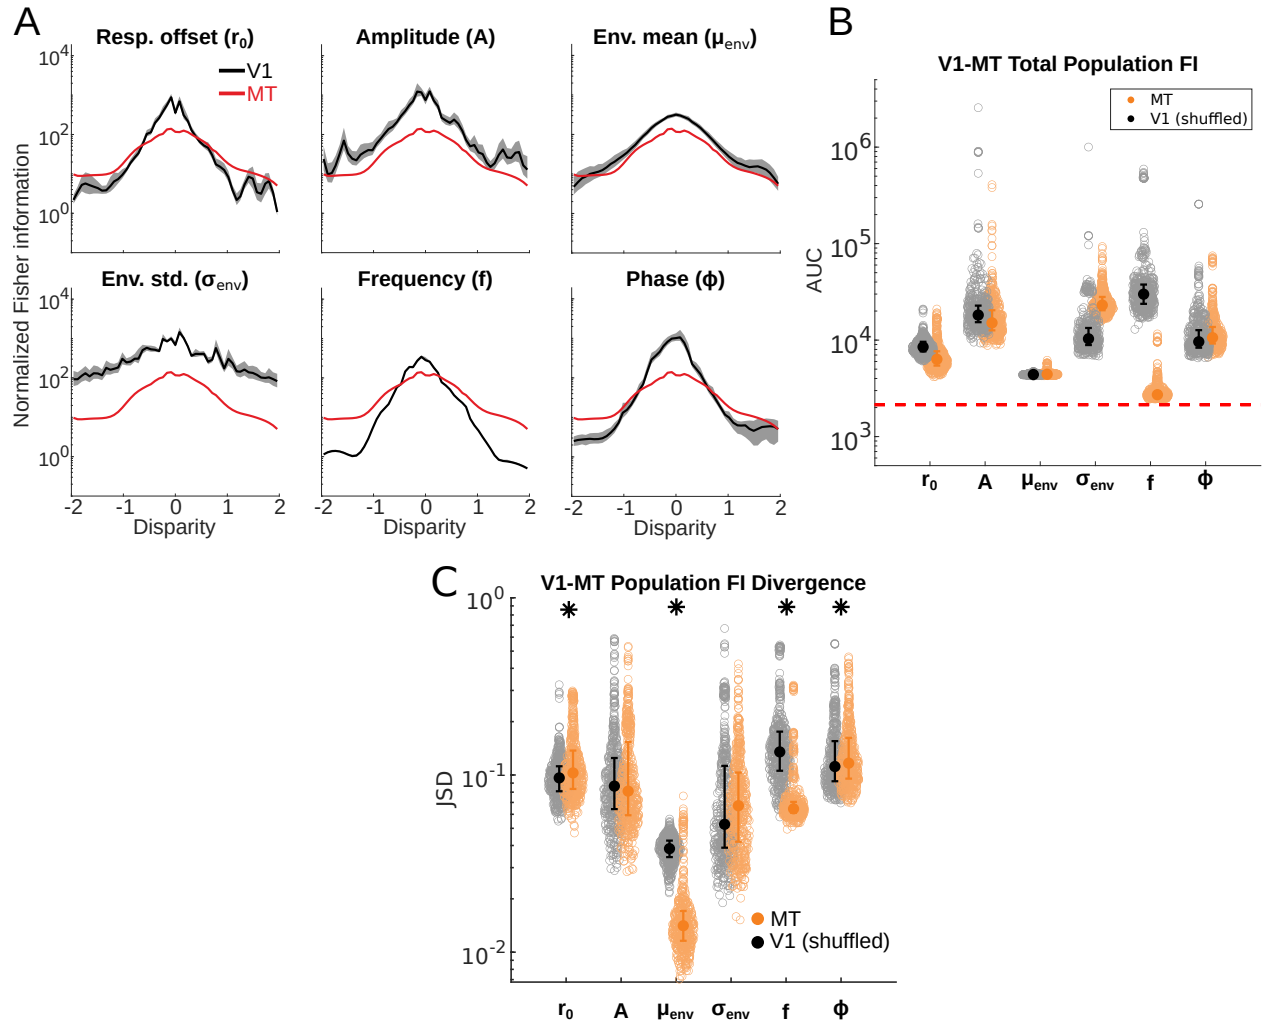 A
Resp. offset (r0)
Amplitude (A)
Env. mean (μenv)
V1
MT
10^4
10^2
10^0
Env. std. (σenv)
Frequency (f)
Phase (ϕ)
10^4
10^2
10^0
Normalized Fisher information
-2 -1 0 1 2
-2 -1 0 1 2
-2 -1 0 1 2
Disparity
Disparity
Disparity
B
V1-MT Total Population FI
MT
V1 (shuffled)
10^6
10^5
10^4
10^3
AUC
r0 A μenv σenv f ϕ
C
V1-MT Population FI Divergence
10^0
10^-1
10^-2
JSD
MT
V1 (shuffled)
r0 A μenv σenv f ϕ